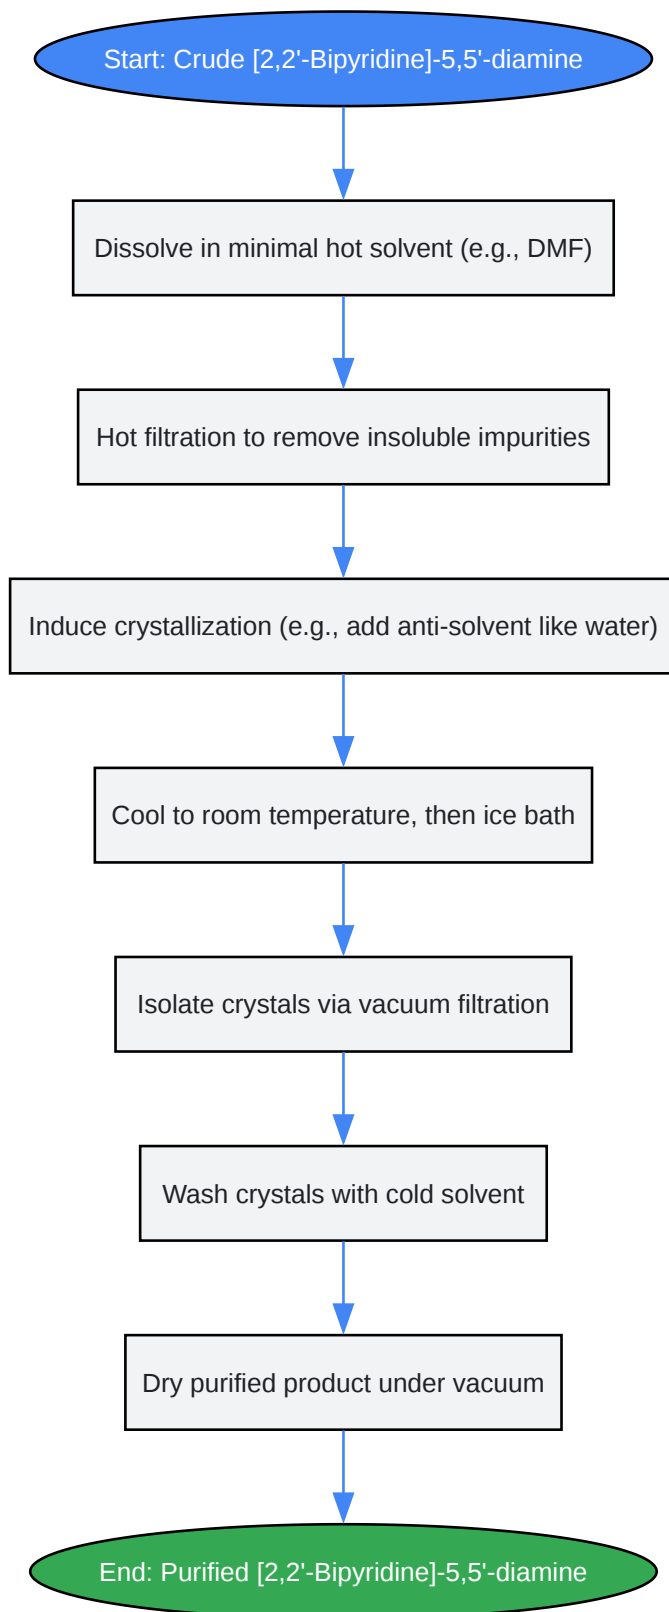 Start: Crude [2,2'-Bipyridine]-5,5'-diamine
Dissolve in minimal hot solvent (e.g., DMF)
Hot filtration to remove insoluble impurities
Induce crystallization (e.g., add anti-solvent like water)
Cool to room temperature, then ice bath
Isolate crystals via vacuum filtration
Wash crystals with cold solvent
Dry purified product under vacuum
End: Purified [2,2'-Bipyridine]-5,5'-diamine